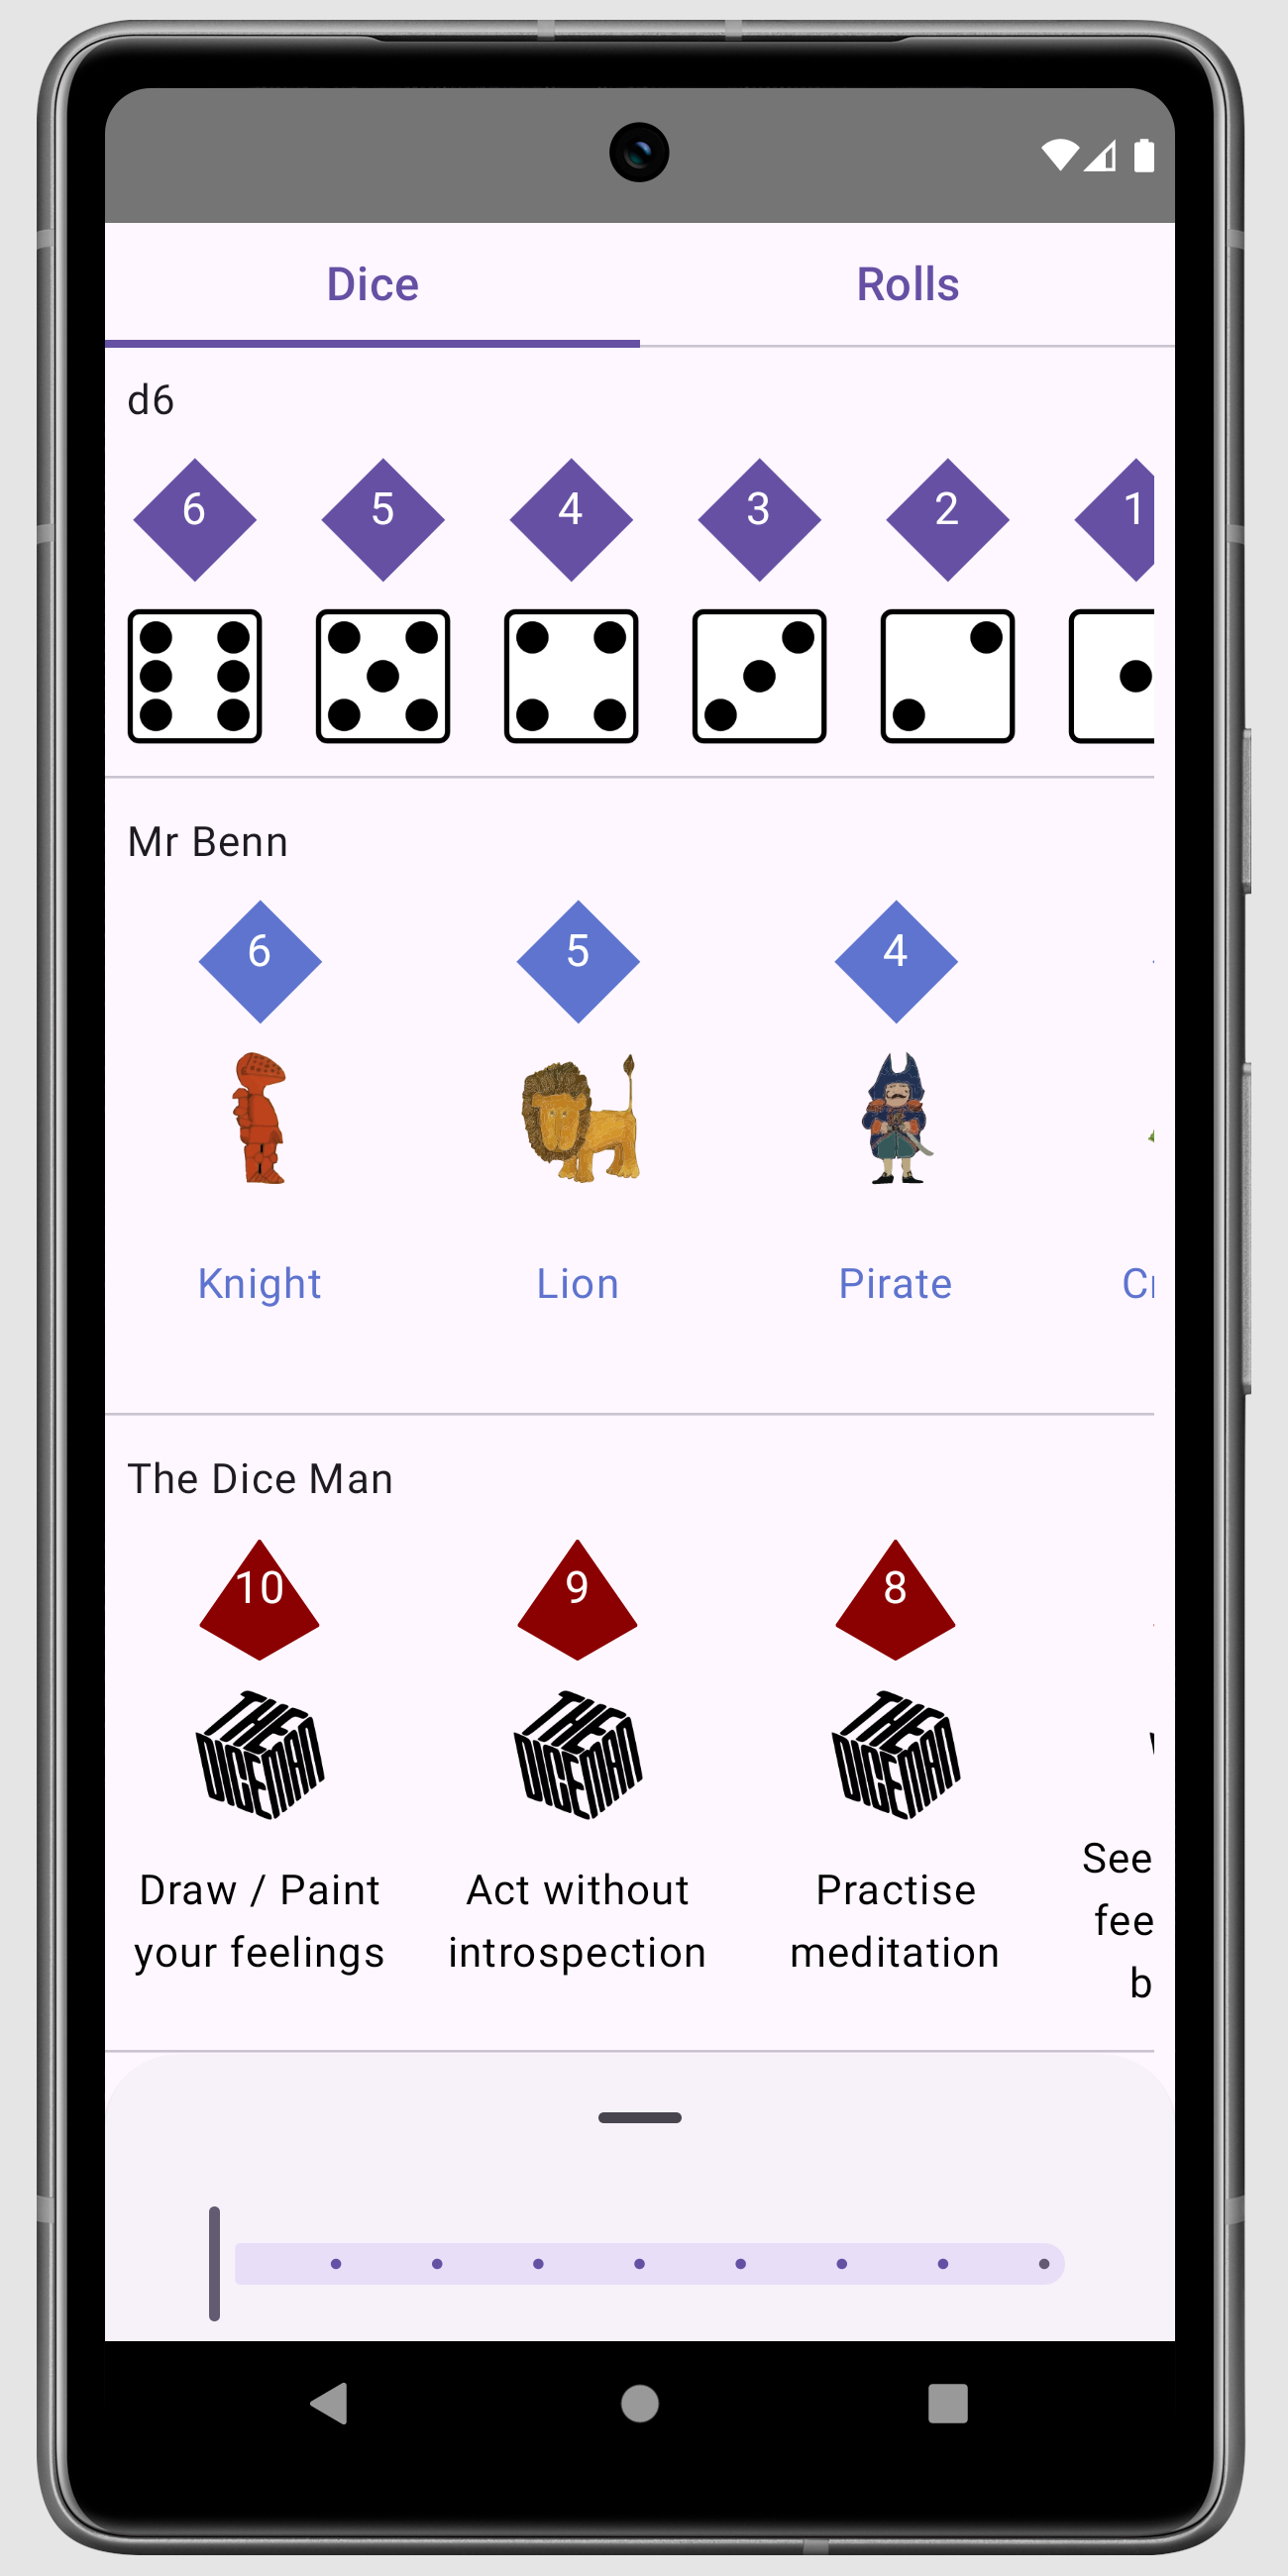 Dice Rolls
d6
6 5 4 3 2 1
Mr Benn
6 5 4
Knight Lion Pirate
The Dice Man
10 9 8
THE DICEMAN THE DICEMAN THE DICEMAN
See
Draw / Paint Act without Practise
fee
your feelings introspection meditation
b